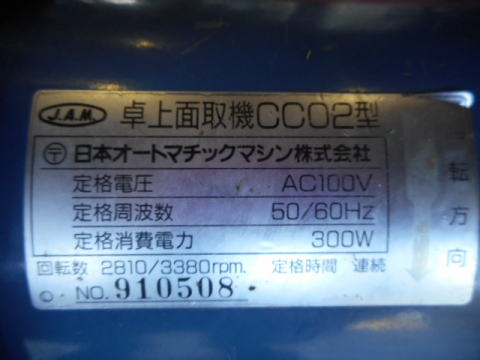 J.A.M. 卓上面取機CC02型
〒 日本オートマチックマシン株式会社
定格電圧 AC100V
定格周波数 50/60Hz
定格消費電力 300W
回転数 2810/3380rpm. 定格時間 連続
NO. 910508
転方向